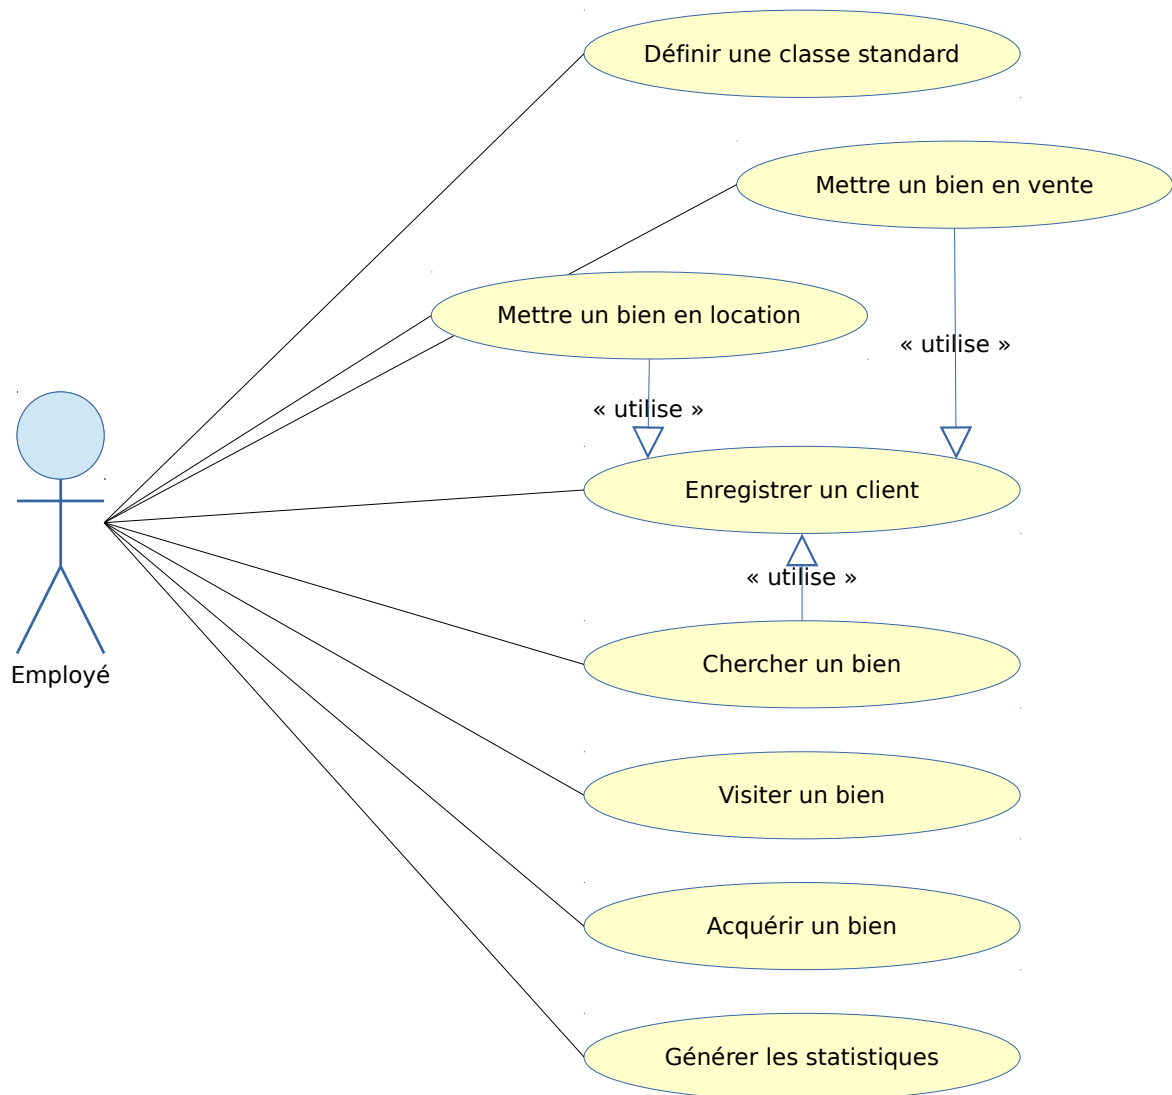 Définir une classe standard
Mettre un bien en vente
Mettre un bien en location
« utilise »
« utilise »
Enregistrer un client
« utilise »
Chercher un bien
Employé
Visiter un bien
Acquérir un bien
Générer les statistiques